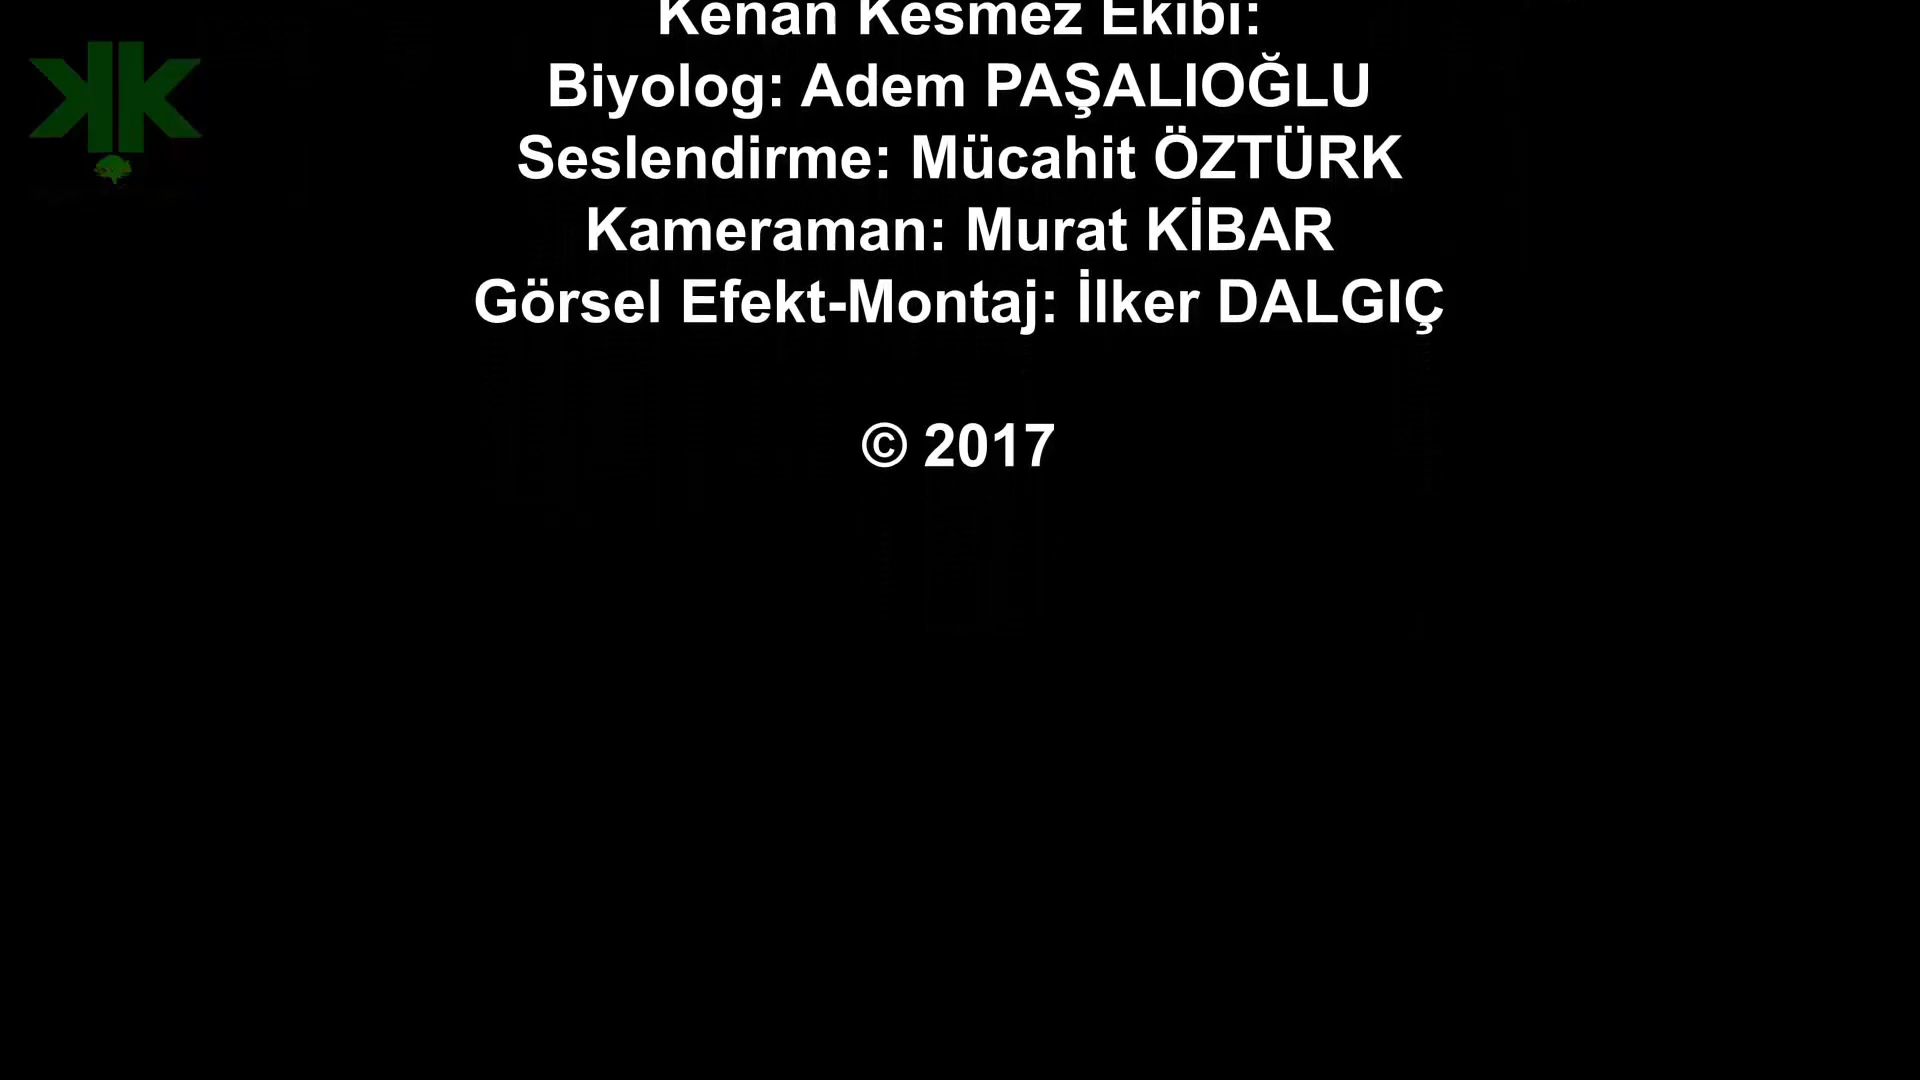 Kenan Kesmez Ekibi:
Biyolog: Adem PAŞALIOĞLU
Seslendirme: Mücahit ÖZTÜRK
Kameraman: Murat KİBAR
Görsel Efekt-Montaj: İlker DALGIÇ
© 2017